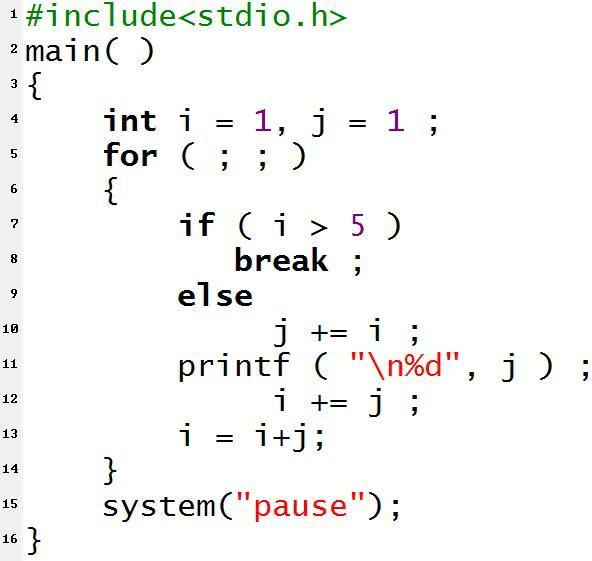 1 #include<stdio.h>
2 main( )
3 {
4 int i = 1, j = 1 ;
5 for ( ; ; )
6 {
7 if ( i > 5 )
8 break ;
9 else
10 j += i ;
11 printf ( "\n%d", j ) ;
12 i += j ;
13 i = i+j;
14 }
15 system("pause");
16 }